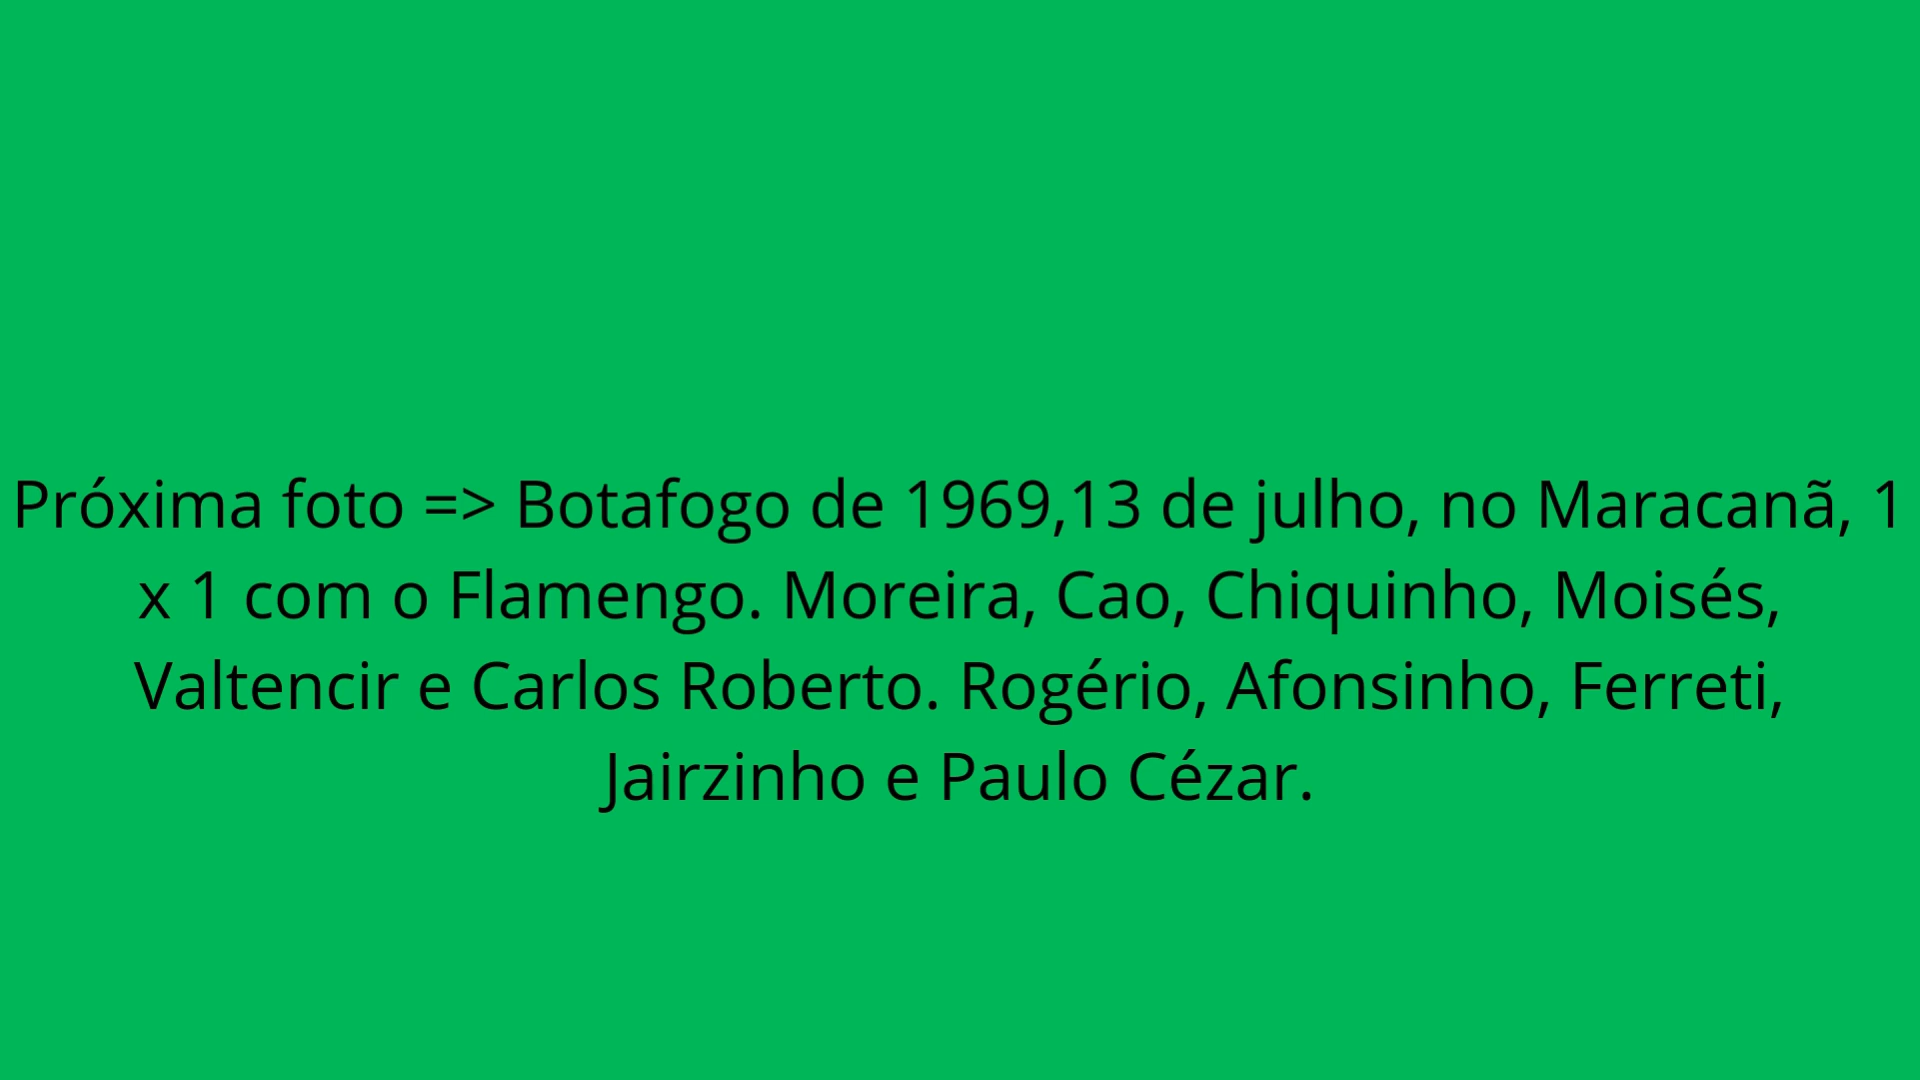 Próxima foto => Botafogo de 1969,13 de julho, no Maracanã, 1
x 1 com o Flamengo. Moreira, Cao, Chiquinho, Moisés,
Valtencir e Carlos Roberto. Rogério, Afonsinho, Ferreti,
Jairzinho e Paulo Cézar.